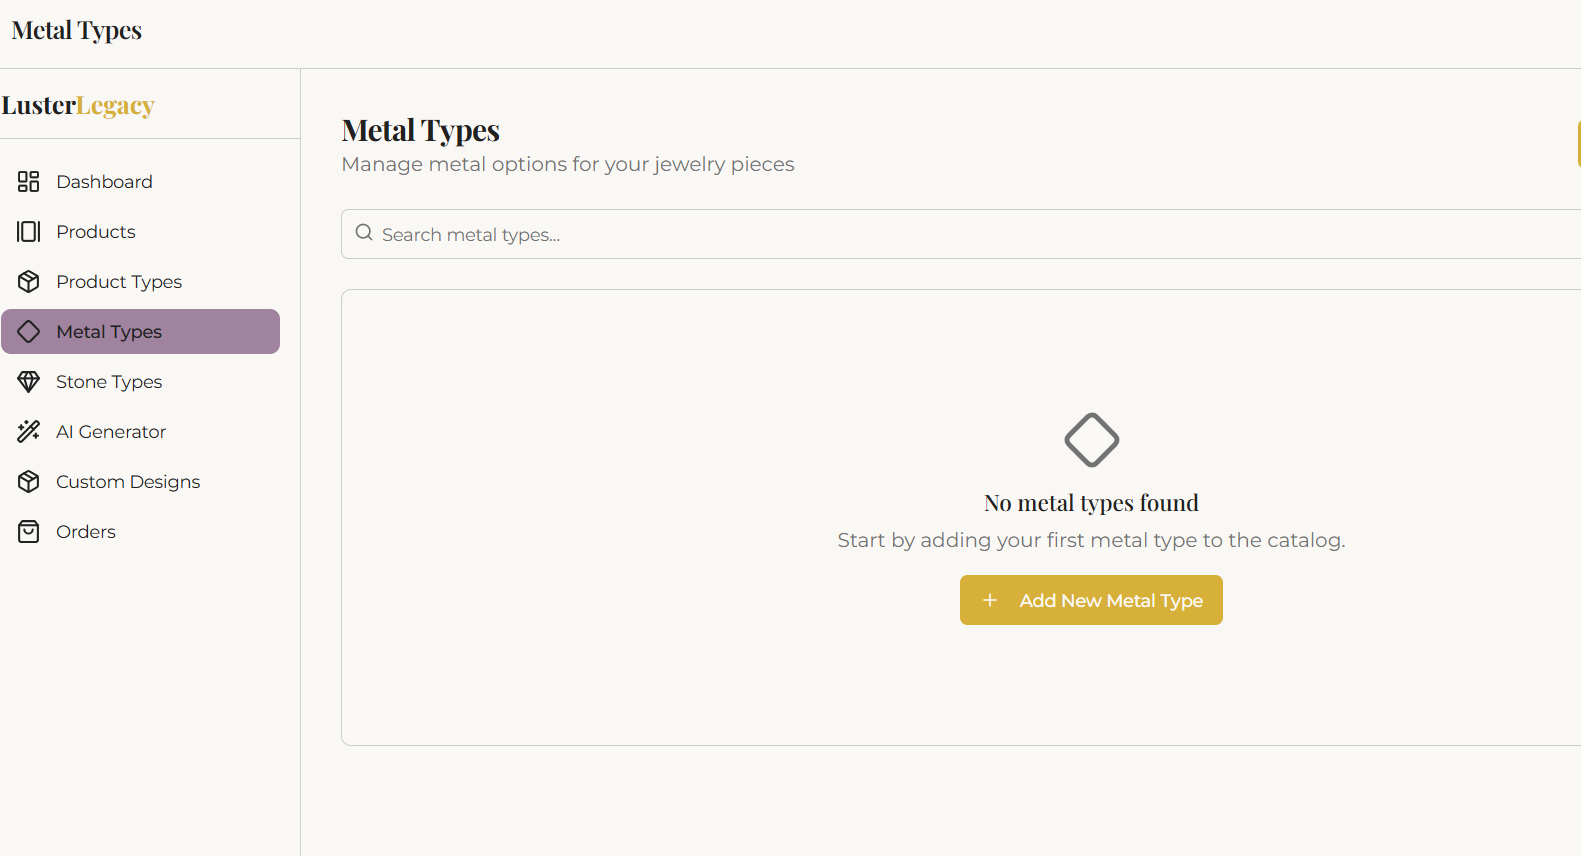 Metal Types
LusterLegacy
Dashboard
Products
Product Types
Metal Types
Stone Types
AI Generator
Custom Designs
Orders
Metal Types
Manage metal options for your jewelry pieces
Search metal types...
No metal types found
Start by adding your first metal type to the catalog.
+ Add New Metal Type